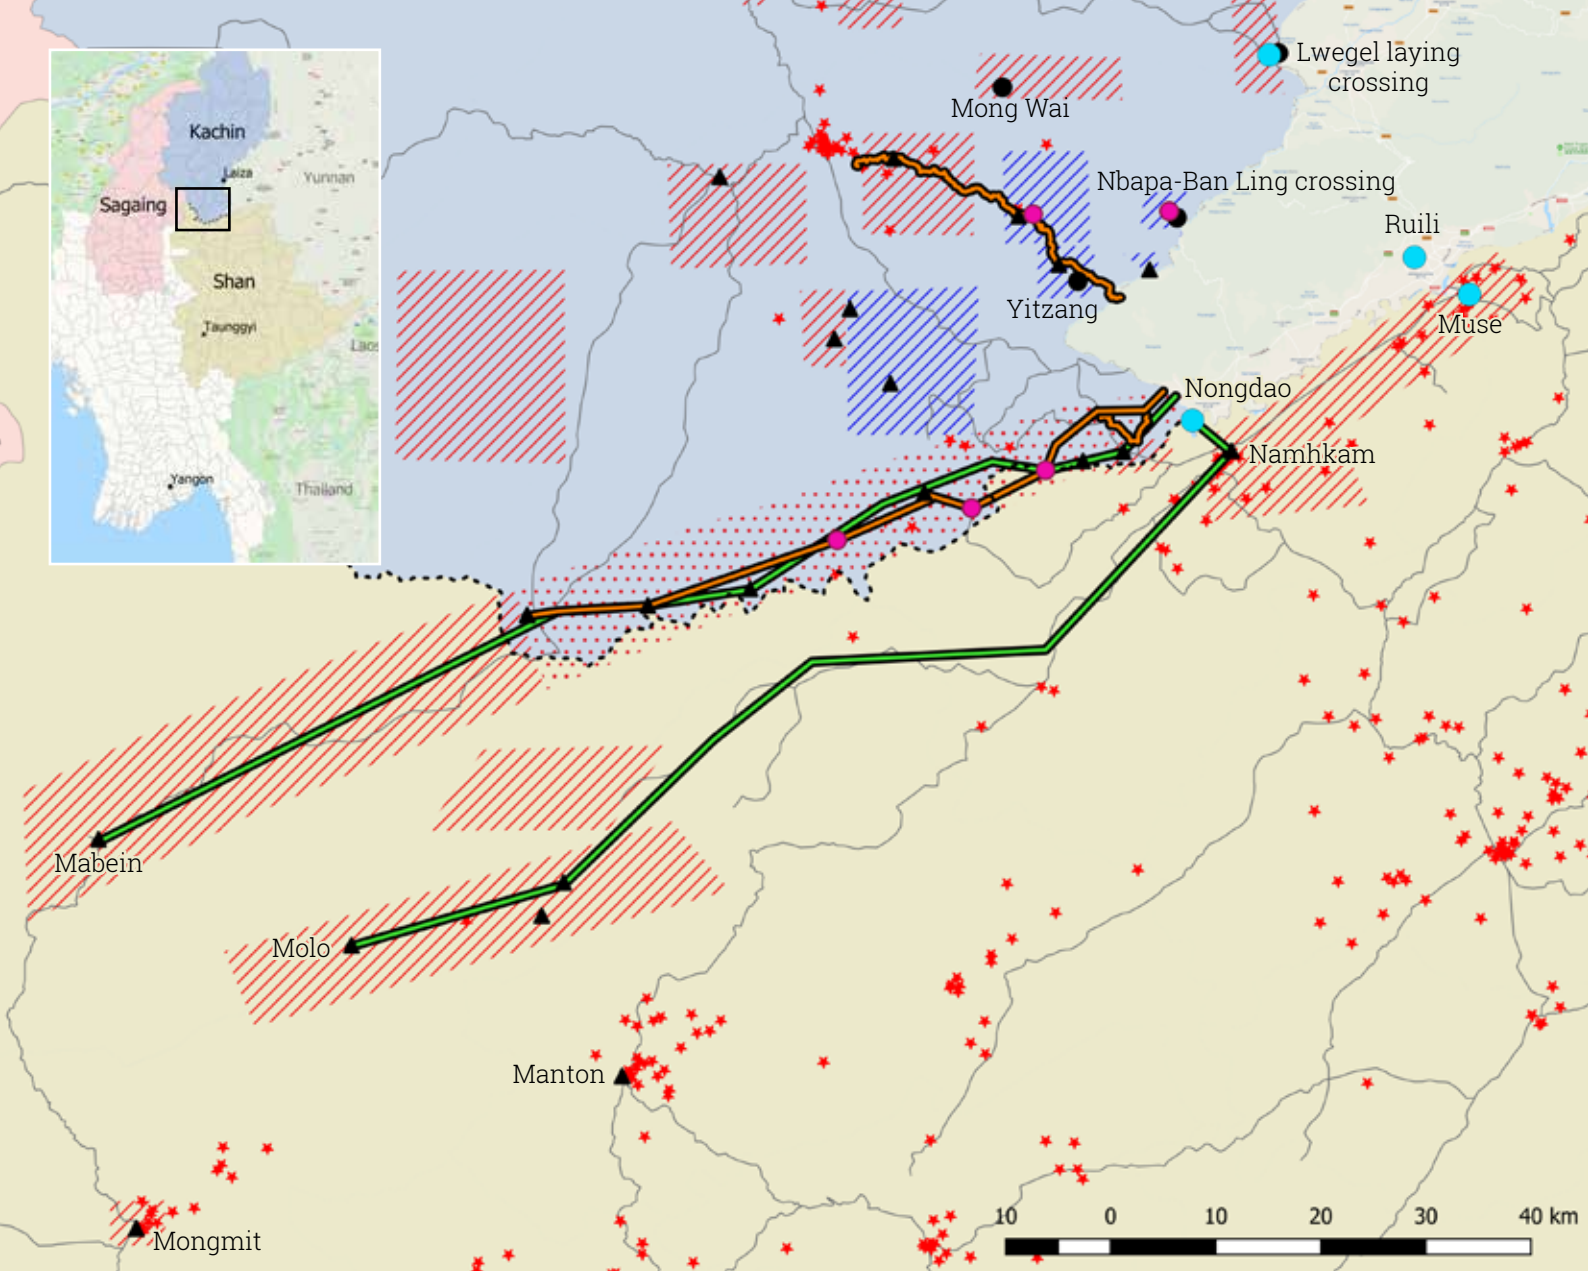 Lwegel laying
crossing
Mong Wai
Kachin
Laiza
Yunnan
Nbapa-Ban Ling crossing
Sagaing
Ruili
Shan
Yitzang
Muse
Taunggyi
Laos
Nongdao
Namhkam
Yangon
Thailand
Mabein
Molo
Manton
Mongmit
10 0 10 20 30 40 km